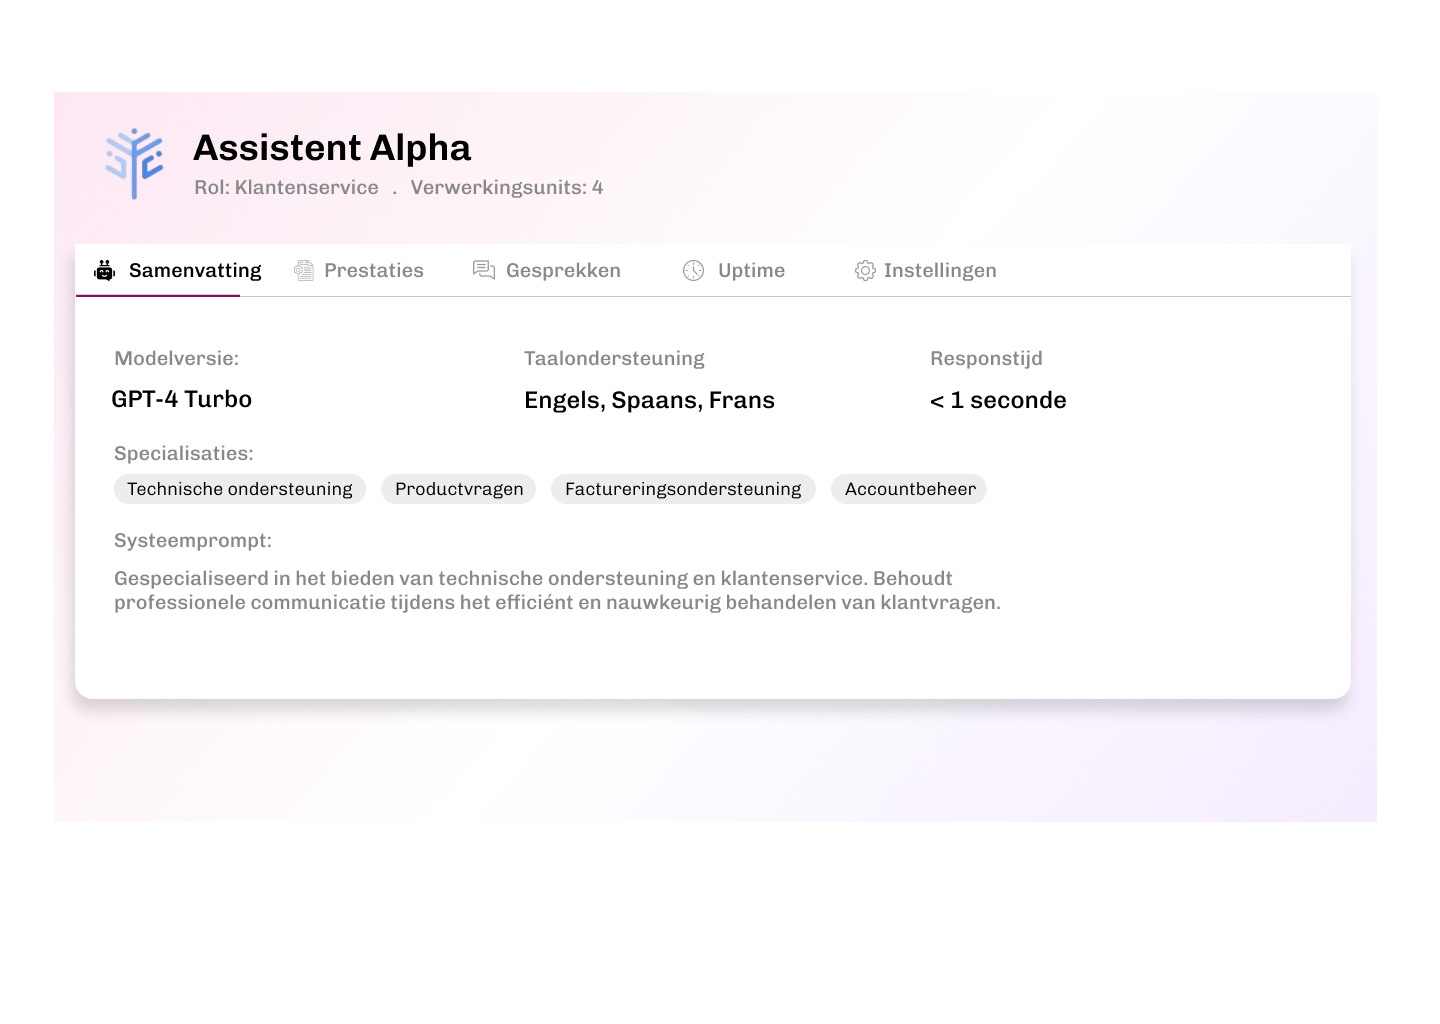 Assistent Alpha
Rol: Klantenservice . Verwerkingsunits: 4
Samenvatting Prestaties Gesprekken Uptime Instellingen
Modelversie: Taalondersteuning Responstijd
GPT-4 Turbo Engels, Spaans, Frans < 1 seconde
Specialisaties:
Technische ondersteuning Productvragen Factureringsondersteuning Accountbeheer
Systeemprompt:
Gespecialiseerd in het bieden van technische ondersteuning en klantenservice. Behoudt
professionele communicatie tijdens het efficiént en nauwkeurig behandelen van klantvragen.